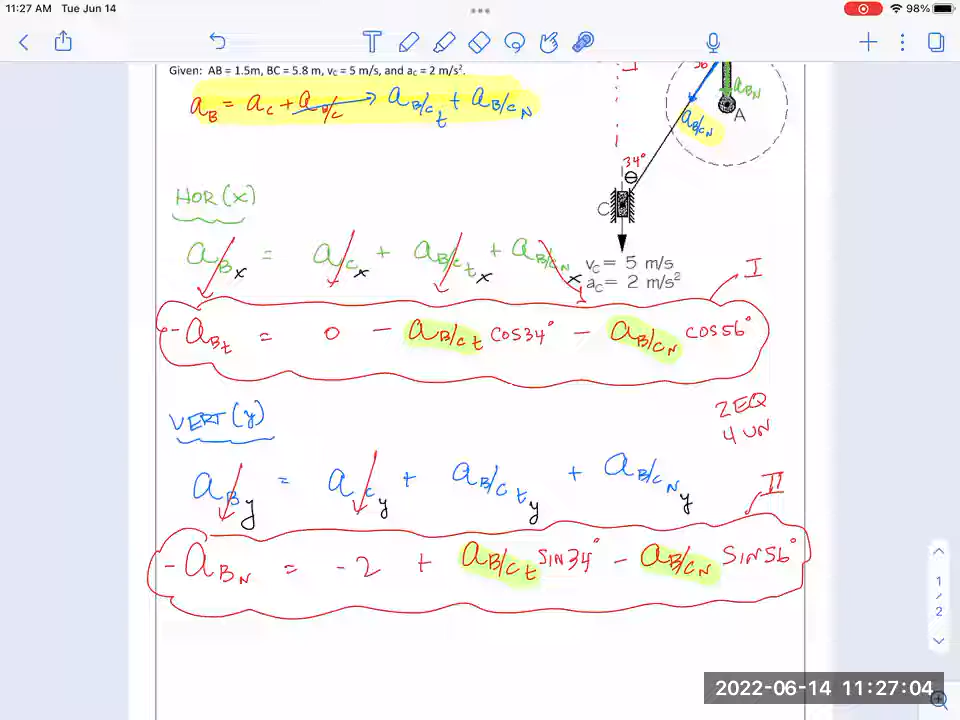 11:27 AM Tue Jun 14
98%
Given: AB = 1.5m, BC = 5.8 m, vC = 5 m/s, and aC = 2 m/s².
aB = aC + aB/C → aB/Ct + aB/CN
aBN
A
aB/CN
34°
C
vC = 5 m/s
aC = 2 m/s²
HOR (x)
aBx = aCx + aB/Ctx + aB/CNx
I
-aBt = 0 - aB/Ct cos34° - aB/CN cos56°
2 EQ
4 UN
VERT (y)
aBy = aCy + aB/Cty + aB/CNy
II
-aBN = -2 + aB/Ct sin34° - aB/CN sin56°
1
/
2
2022-06-14 11:27:04